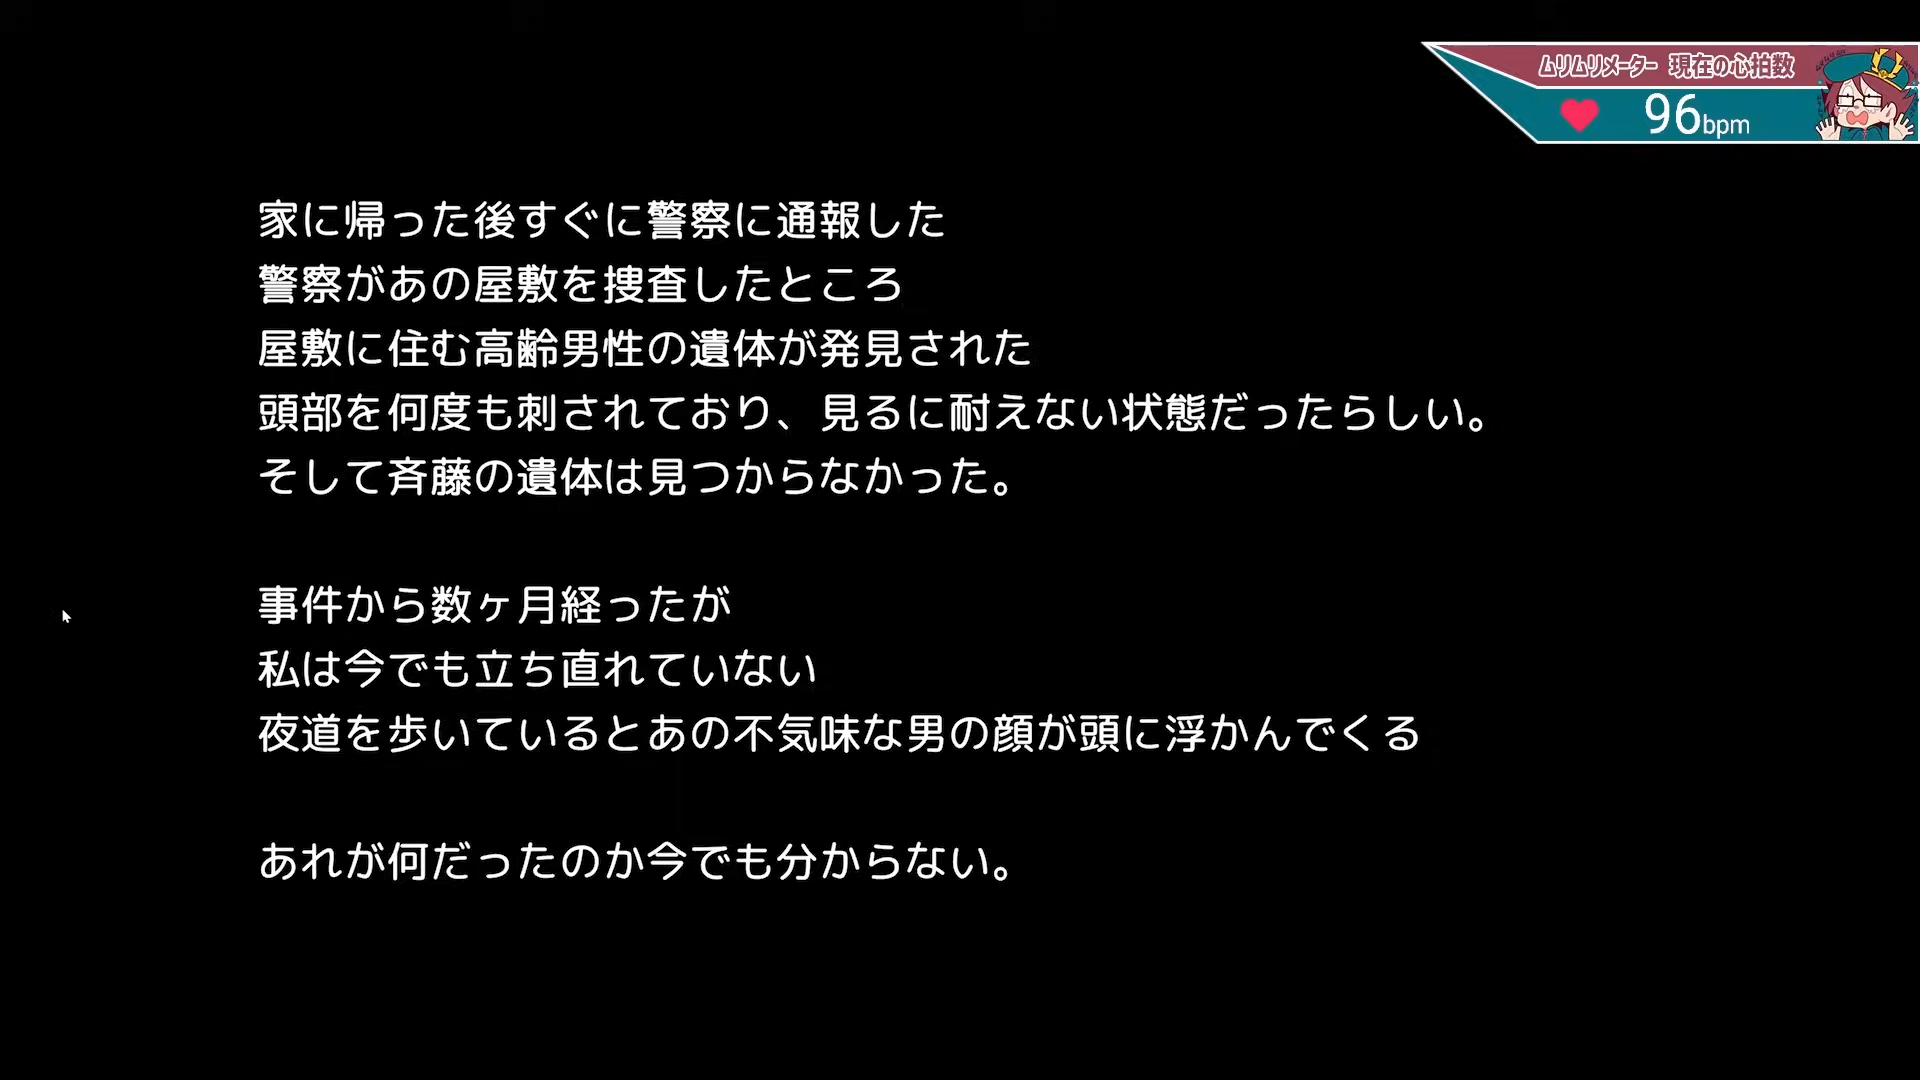 ムリムリメーター 現在の心拍数
96bpm
家に帰った後すぐに警察に通報した
警察があの屋敷を捜査したところ
屋敷に住む高齢男性の遺体が発見された
頭部を何度も刺されており、見るに耐えない状態だったらしい。
そして斉藤の遺体は見つからなかった。
事件から数ヶ月経ったが
私は今でも立ち直れていない
夜道を歩いているとあの不気味な男の顔が頭に浮かんでくる
あれが何だったのか今でも分からない。